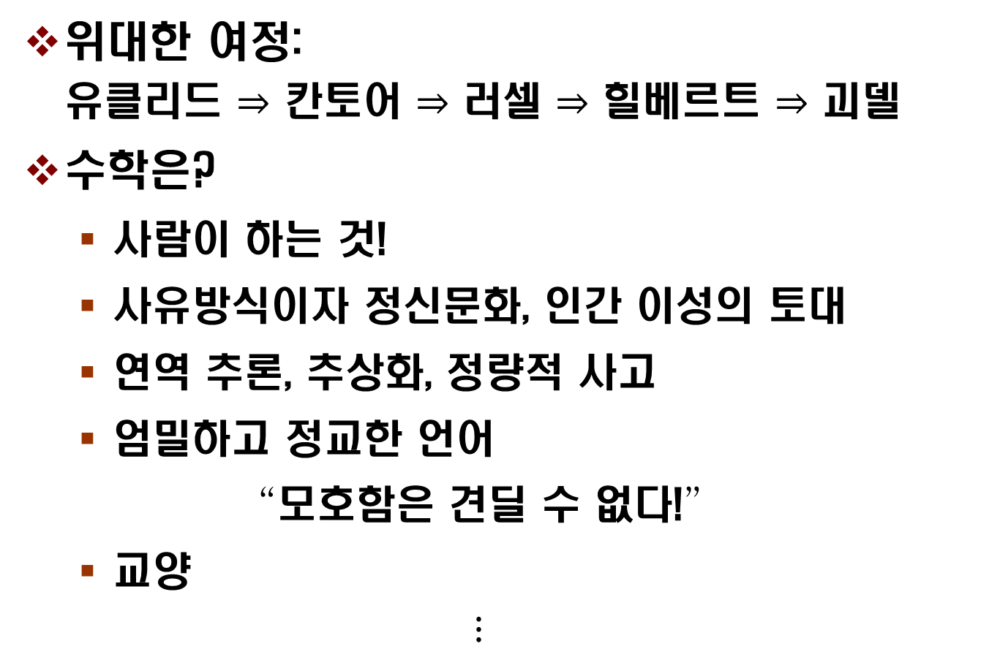 ❖위대한 여정:
유클리드 ⇒ 칸토어 ⇒ 러셀 ⇒ 힐베르트 ⇒ 괴델
❖수학은?
▪ 사람이 하는 것!
▪ 사유방식이자 정신문화, 인간 이성의 토대
▪ 연역 추론, 추상화, 정량적 사고
▪ 엄밀하고 정교한 언어
“모호함은 견딜 수 없다!”
▪ 교양
⋮